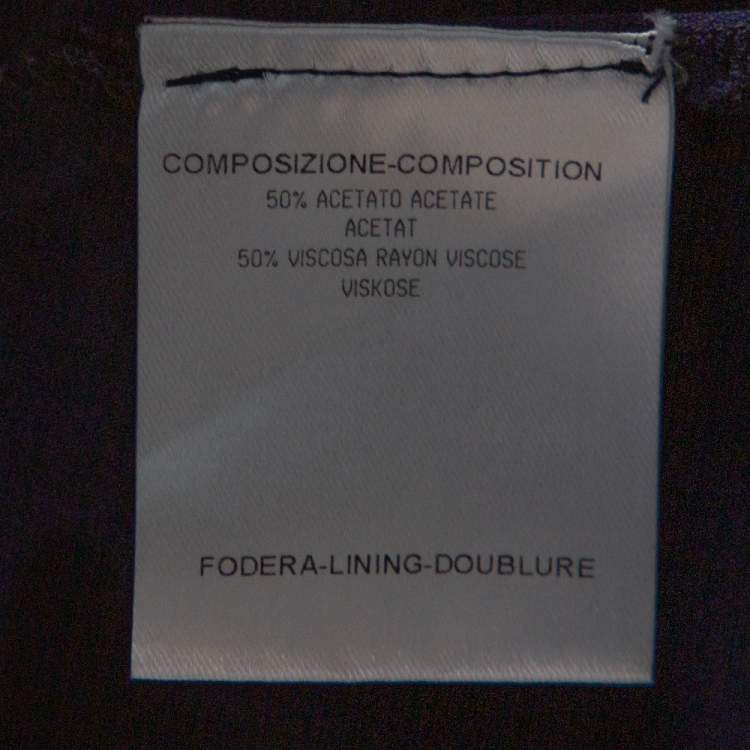 COMPOSIZIONE-COMPOSITION
50% ACETATO ACETATE
ACETAT
50% VISCOSA RAYON VISCOSE
VISKOSE
FODERA-LINING-DOUBLURE